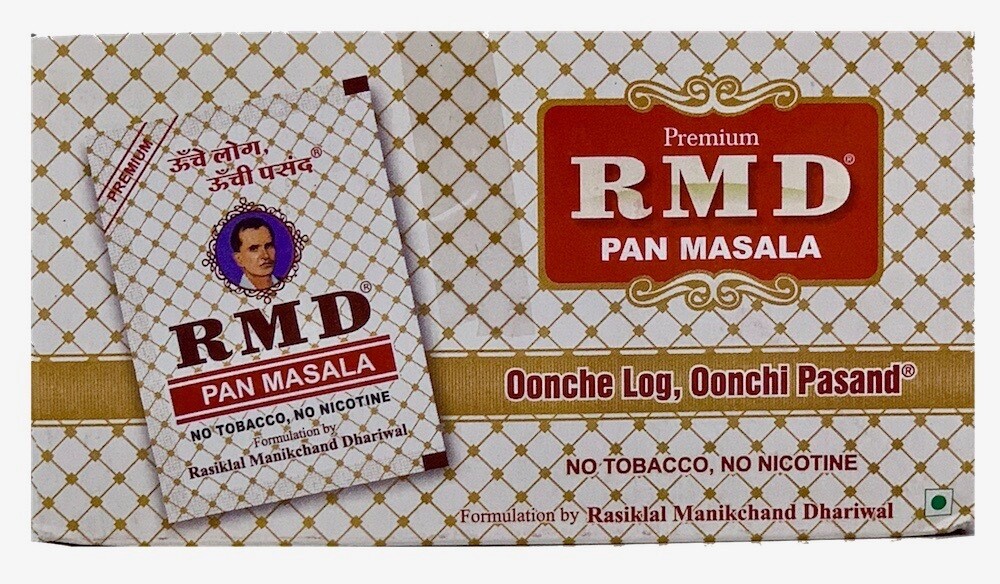 PREMIUM
ऊँचे लोग,
ऊँची पसंद®
RMD®
PAN MASALA
NO TOBACCO, NO NICOTINE
Formulation by
Rasiklal Manikchand Dhariwal
Premium
RMD®
PAN MASALA
Oonche Log, Oonchi Pasand®
NO TOBACCO, NO NICOTINE
Formulation by Rasiklal Manikchand Dhariwal